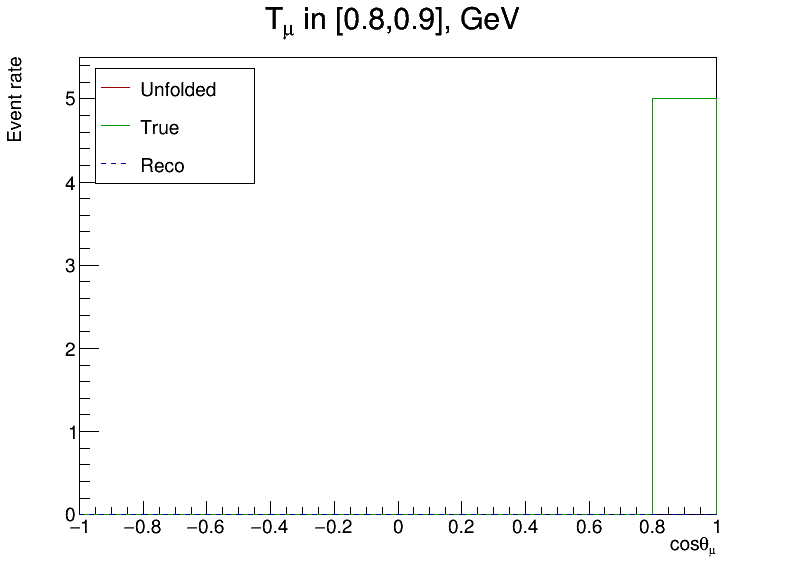 T_μ in [0.8,0.9], GeV
Event rate
Unfolded
True
Reco
5
4
3
2
1
0
−1 −0.8 −0.6 −0.4 −0.2 0 0.2 0.4 0.6 0.8 1
cosθ_μ